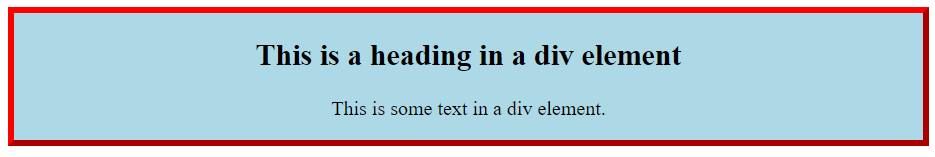 This is a heading in a div element
This is some text in a div element.